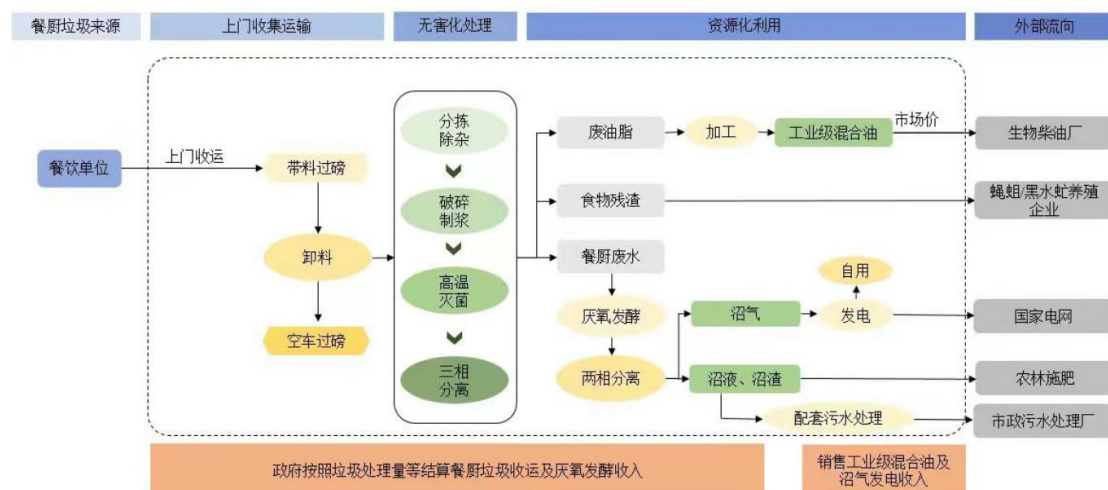 餐厨垃圾来源
上门收集运输
无害化处理
资源化利用
外部流向
餐饮单位
上门收运
带料过磅
卸料
空车过磅
分拣
除杂
破碎
制浆
高温
灭菌
三相
分离
废油脂
加工
工业级混合油
市场价
生物柴油厂
食物残渣
蝇蛆/黑水虻养殖
企业
餐厨废水
厌氧发酵
两相分离
沼气
发电
自用
国家电网
沼液、沼渣
农林施肥
配套污水处理
市政污水处理厂
政府按照垃圾处理量等结算餐厨垃圾收运及厌氧发酵收入
销售工业级混合油及
沼气发电收入